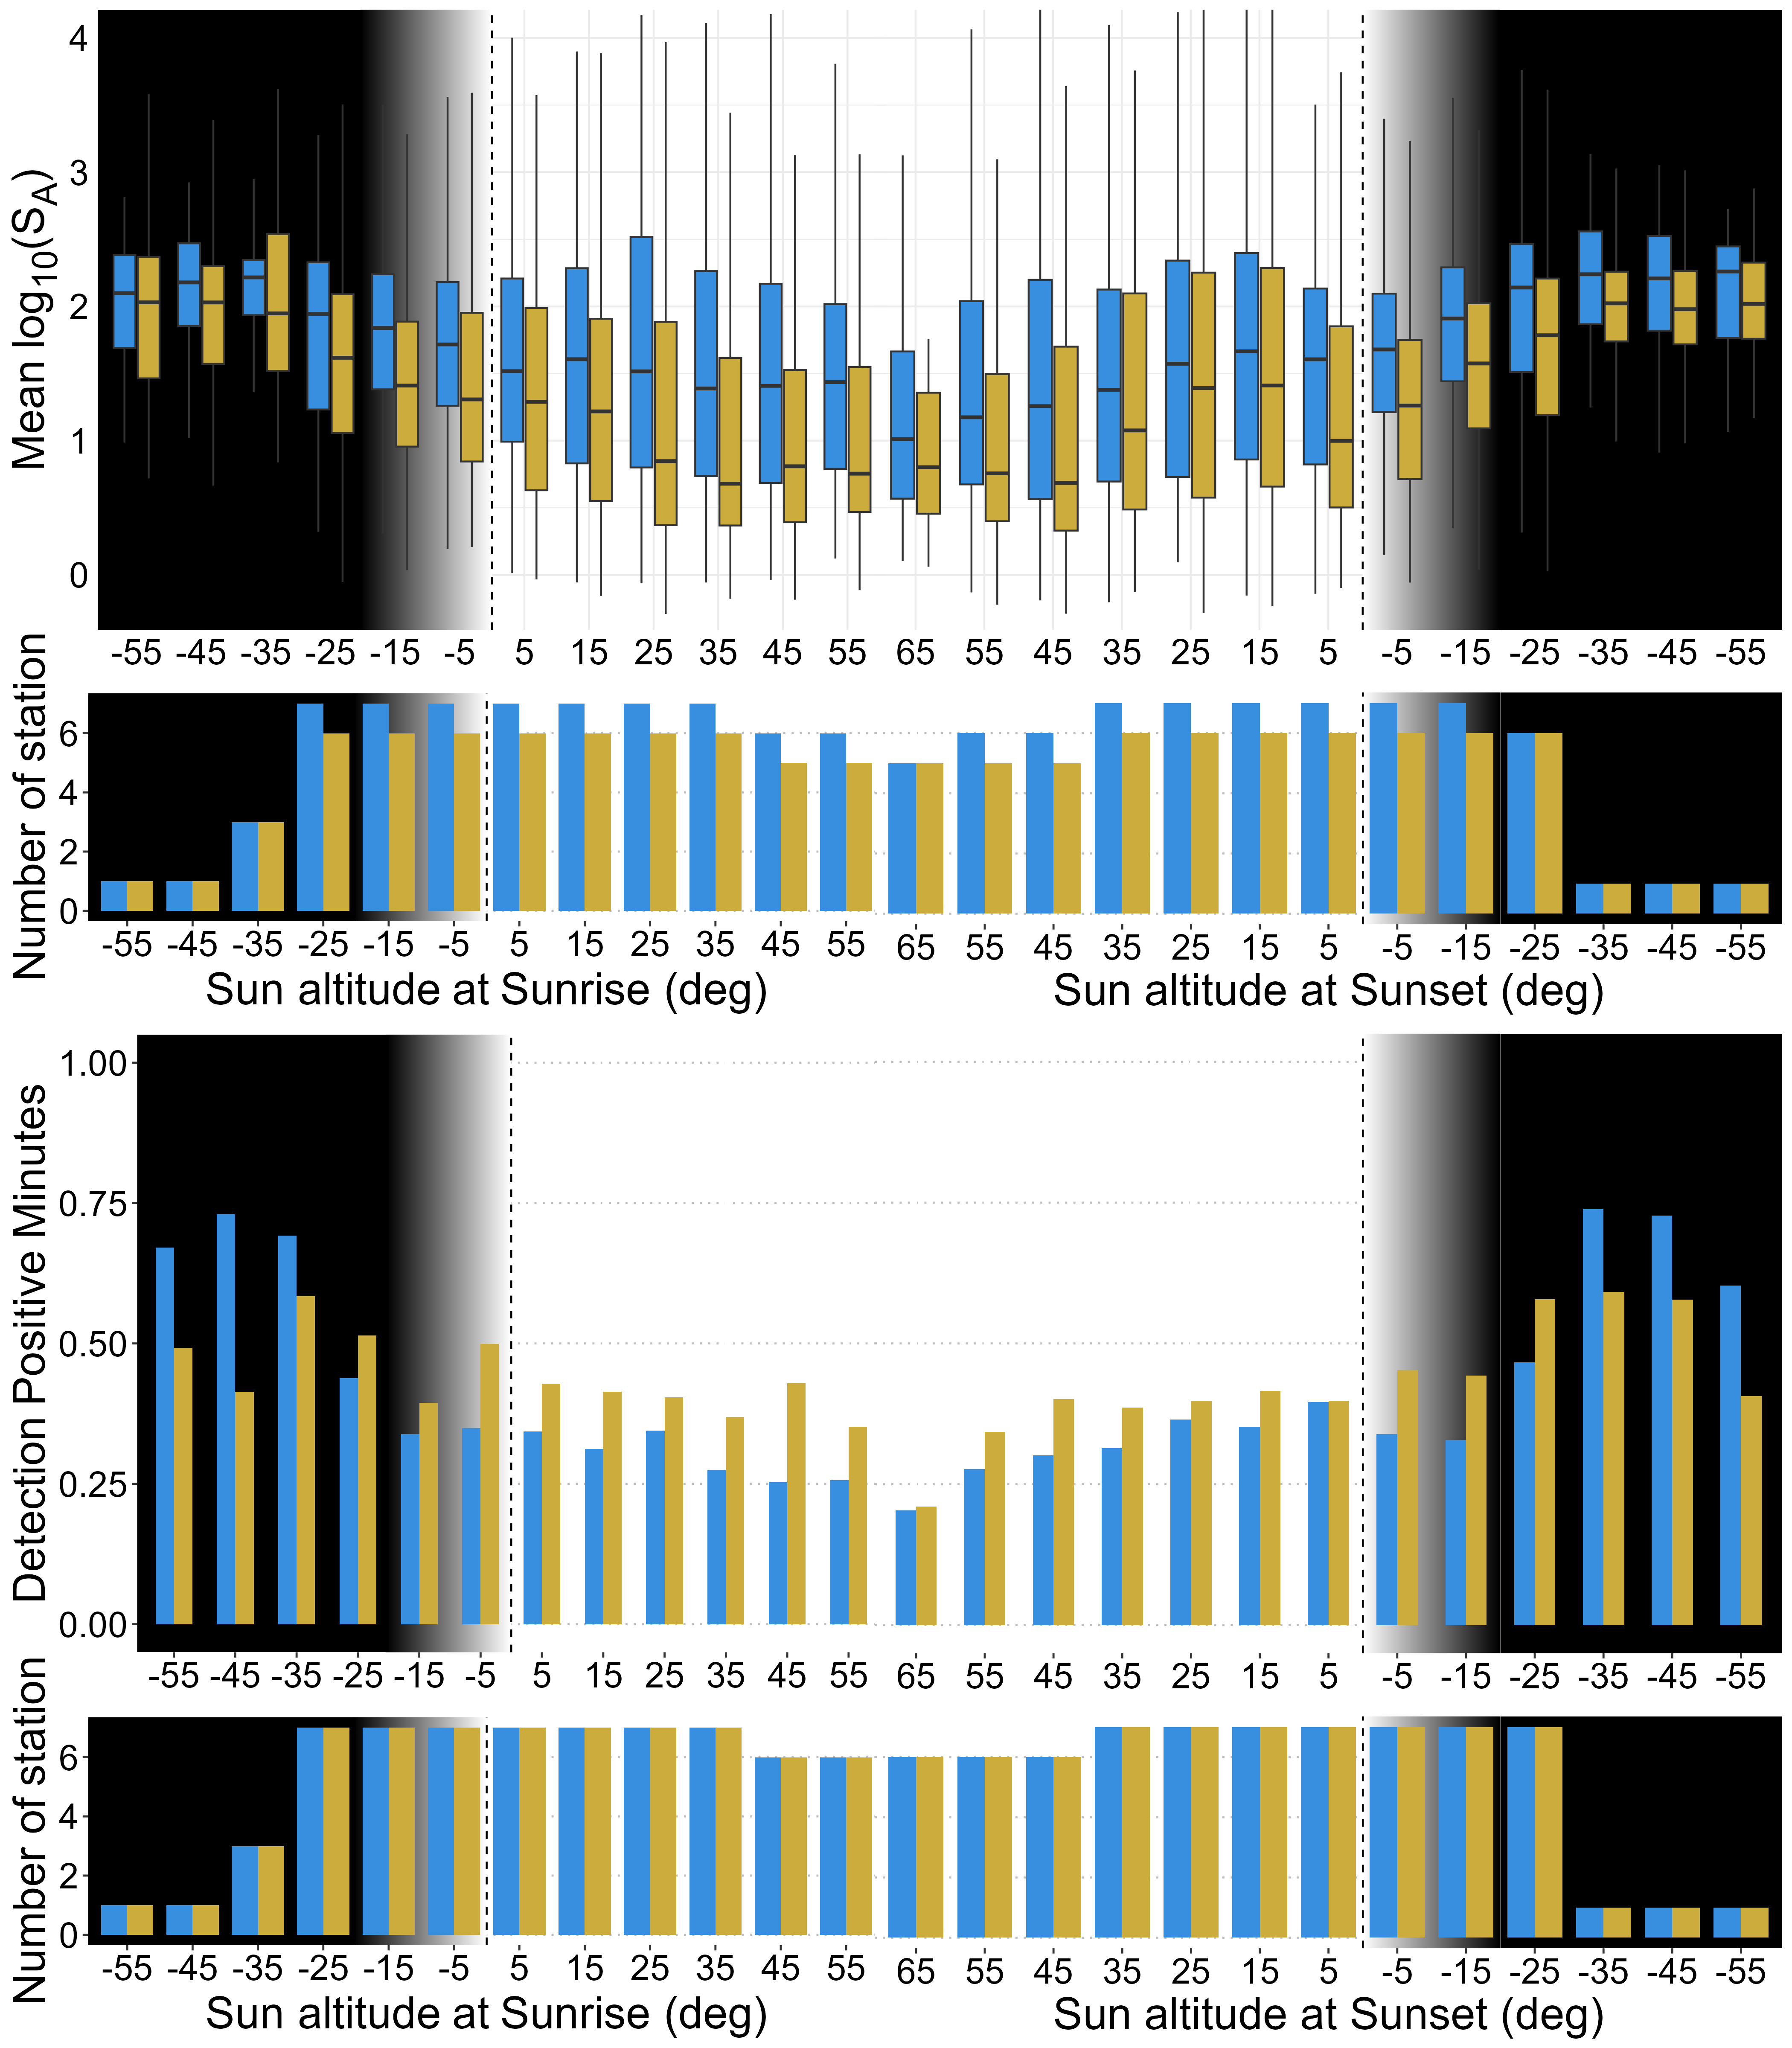 Mean log10(SA)
4
3
2
1
0
-55 -45 -35 -25 -15 -5 5 15 25 35 45 55 65 55 45 35 25 15 5 -5 -15 -25 -35 -45 -55
Number of station
6
4
2
0
-55 -45 -35 -25 -15 -5 5 15 25 35 45 55 65 55 45 35 25 15 5 -5 -15 -25 -35 -45 -55
Sun altitude at Sunrise (deg) Sun altitude at Sunset (deg)
Detection Positive Minutes
1.00
0.75
0.50
0.25
0.00
-55 -45 -35 -25 -15 -5 5 15 25 35 45 55 65 55 45 35 25 15 5 -5 -15 -25 -35 -45 -55
Number of station
6
4
2
0
-55 -45 -35 -25 -15 -5 5 15 25 35 45 55 65 55 45 35 25 15 5 -5 -15 -25 -35 -45 -55
Sun altitude at Sunrise (deg) Sun altitude at Sunset (deg)